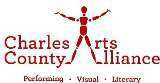 Charles Arts
County Alliance
Performing · Visual · Literary